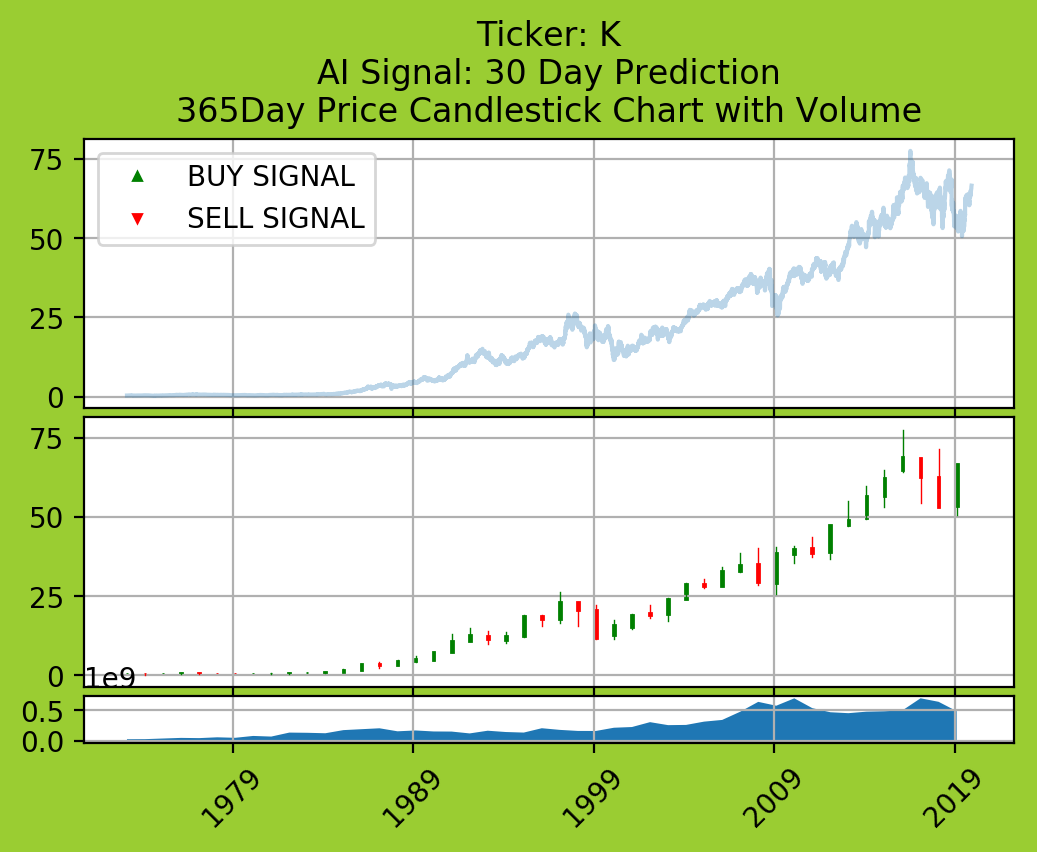 Ticker: K
AI Signal: 30 Day Prediction
365Day Price Candlestick Chart with Volume
75
50
25
0
BUY SIGNAL
SELL SIGNAL
75
50
25
0
1e9
0.5
0.0
1979
1989
1999
2009
2019